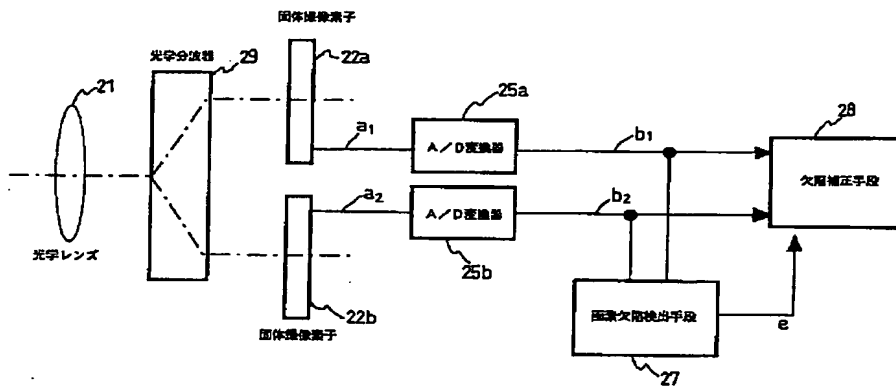 固体撮像素子
光学分波器
29
22a
21
25a
28
a1
A/D変換器
b1
欠陥補正手段
a2
A/D変換器
b2
光学レンズ
25b
22b
画素欠陥検出手段
e
固体撮像素子
27